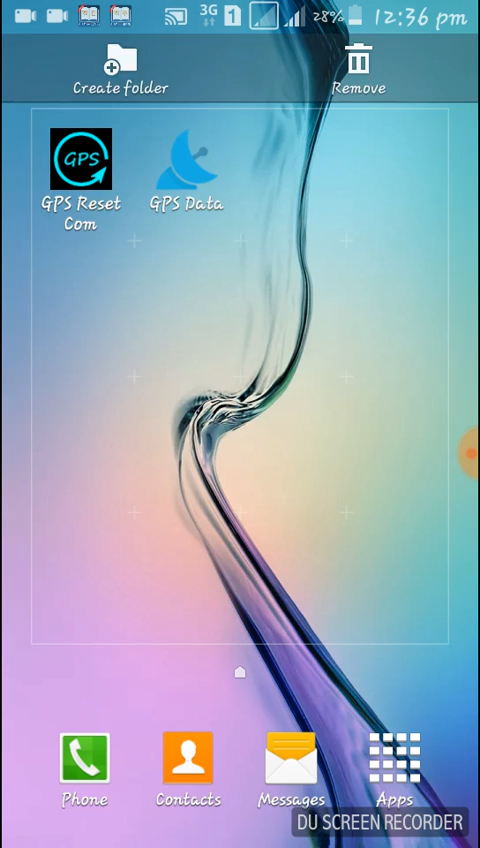 3G 1 28% 12:36 pm
Create folder Remove
GPS
GPS Reset Com
GPS Data
Phone Contacts Messages Apps
DU SCREEN RECORDER